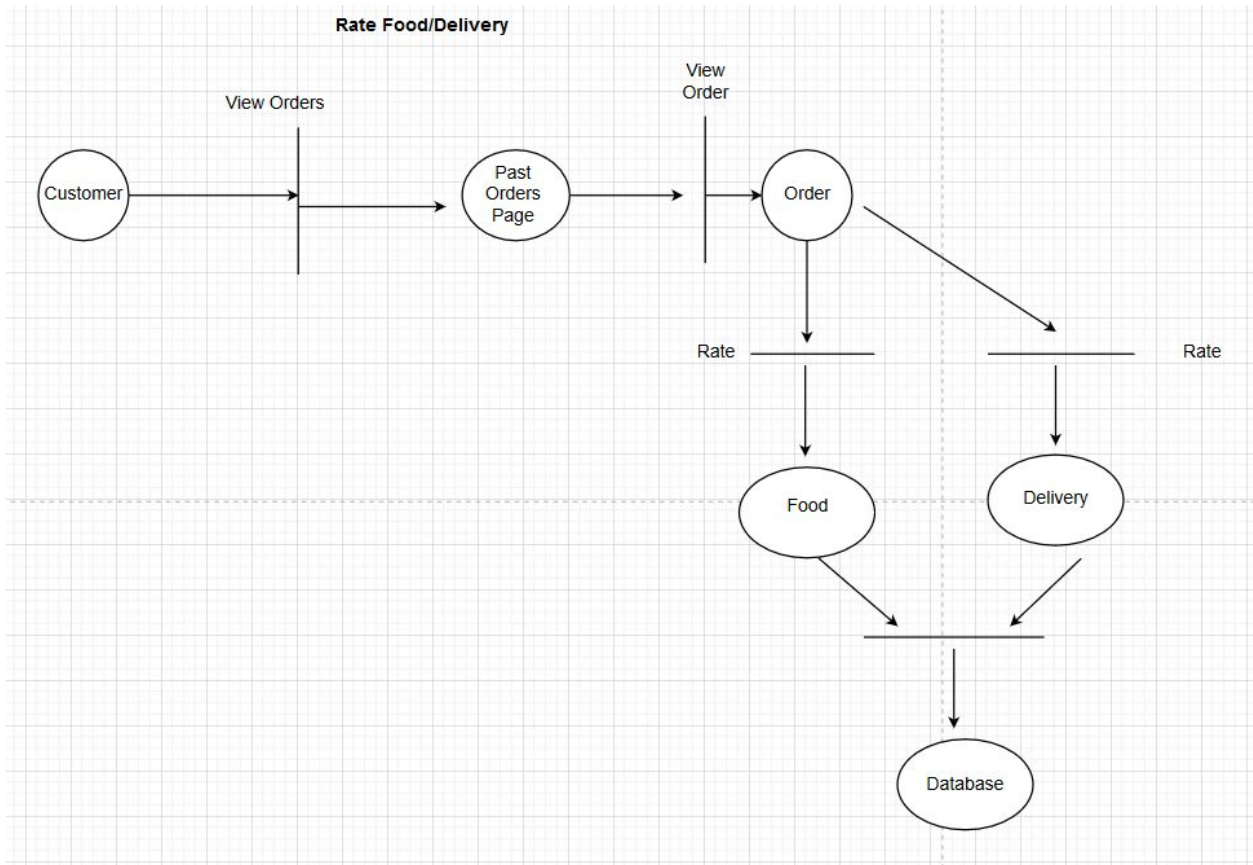 Rate Food/Delivery
View Orders
View
Order
Customer
Past
Orders
Page
Order
Rate
Rate
Food
Delivery
Database